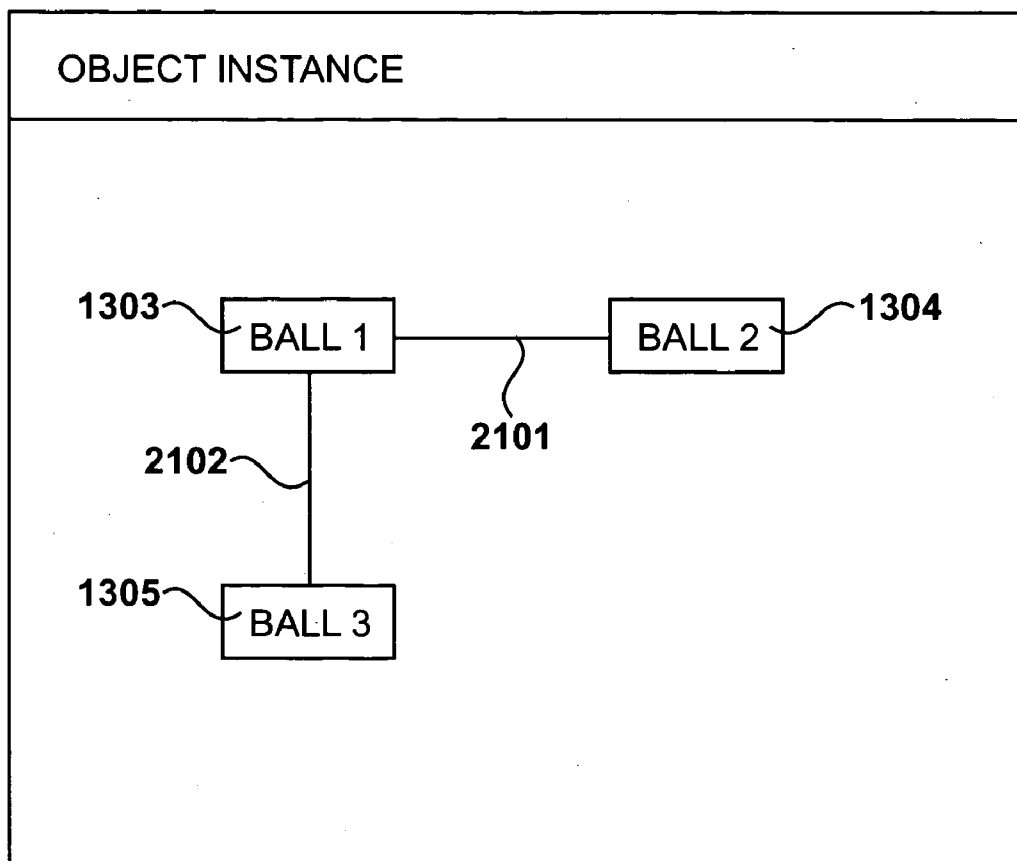 OBJECT INSTANCE
1303
BALL 1
BALL 2
1304
2101
2102
1305
BALL 3